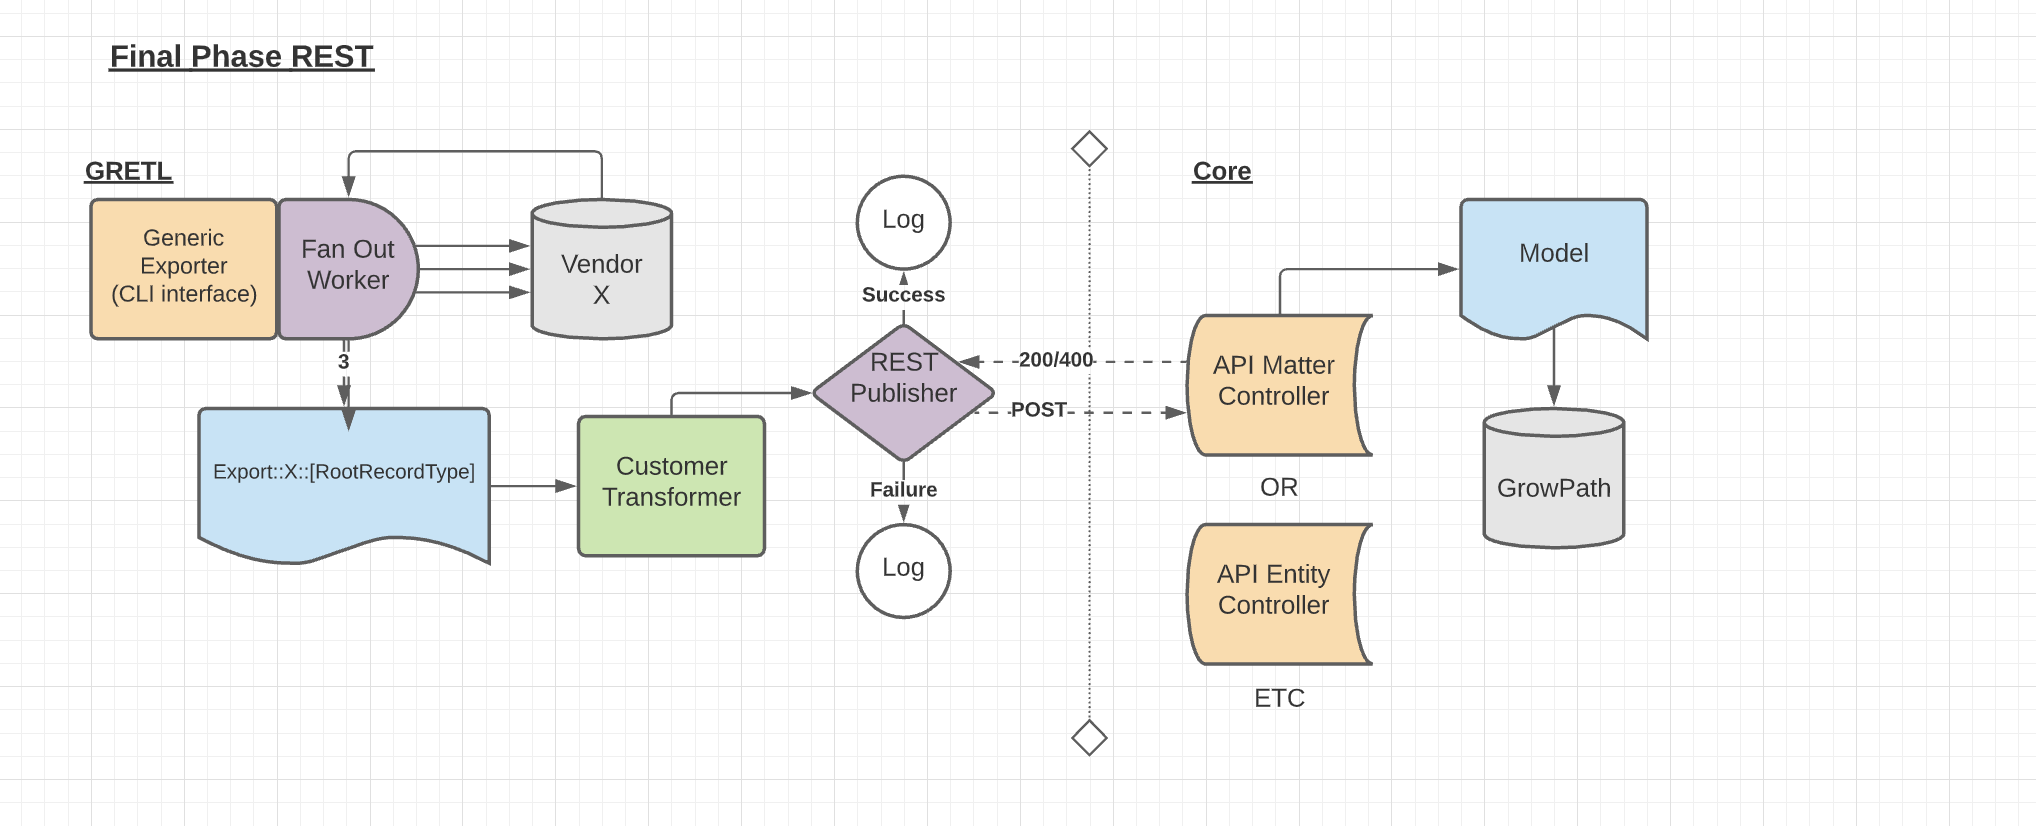 Final Phase REST
GRETL
Generic
Exporter
(CLI interface)
Fan Out
Worker
Vendor
X
3
Export::X::[RootRecordType]
Customer
Transformer
Log
Success
REST
Publisher
Failure
Log
200/400
POST
Core
API Matter
Controller
OR
API Entity
Controller
ETC
Model
GrowPath